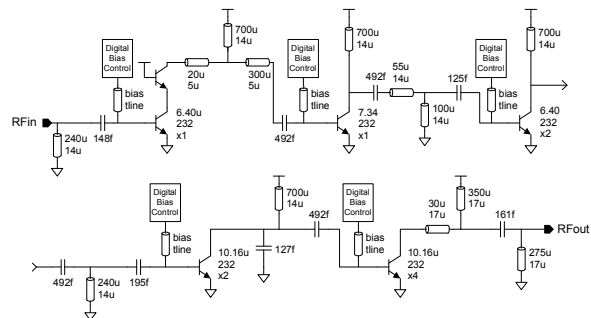 700u
14u
700u
14u
700u
14u
Digital
Bias
Control
20u
5u
300u
5u
Digital
Bias
Control
492f
55u
14u
125f
Digital
Bias
Control
bias
tline
bias
tline
100u
14u
bias
tline
RFin
148f
6.40u
232
x1
492f
7.34
232
x1
6.40
232
x2
240u
14u
Digital
Bias
Control
700u
14u
492f
Digital
Bias
Control
30u
17u
350u
17u
161f
RFout
bias
tline
bias
tline
492f
240u
14u
195f
10.16u
232
x2
127f
10.16u
232
x4
275u
17u